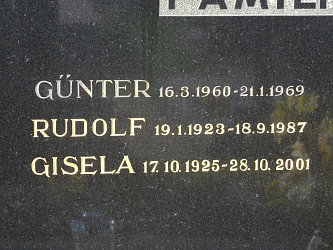 GŰNTER 16.3.1960-21.1.1969
RUDOLF 19.1.1923-18.9.1987
GISELA 17.10.1925-28.10.2001